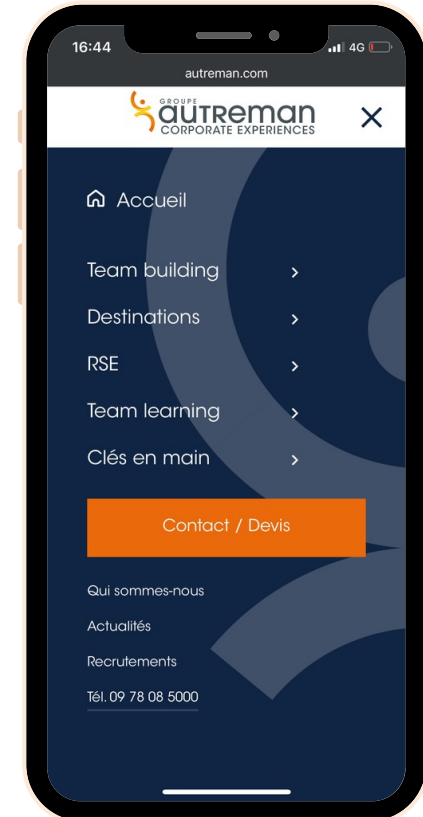 16:44
4G
autreman.com
GROUPE
autreman
CORPORATE EXPERIENCES
Accueil
Team building
Destinations
RSE
Team learning
Clés en main
Contact / Devis
Qui sommes-nous
Actualités
Recrutements
Tél. 09 78 08 5000